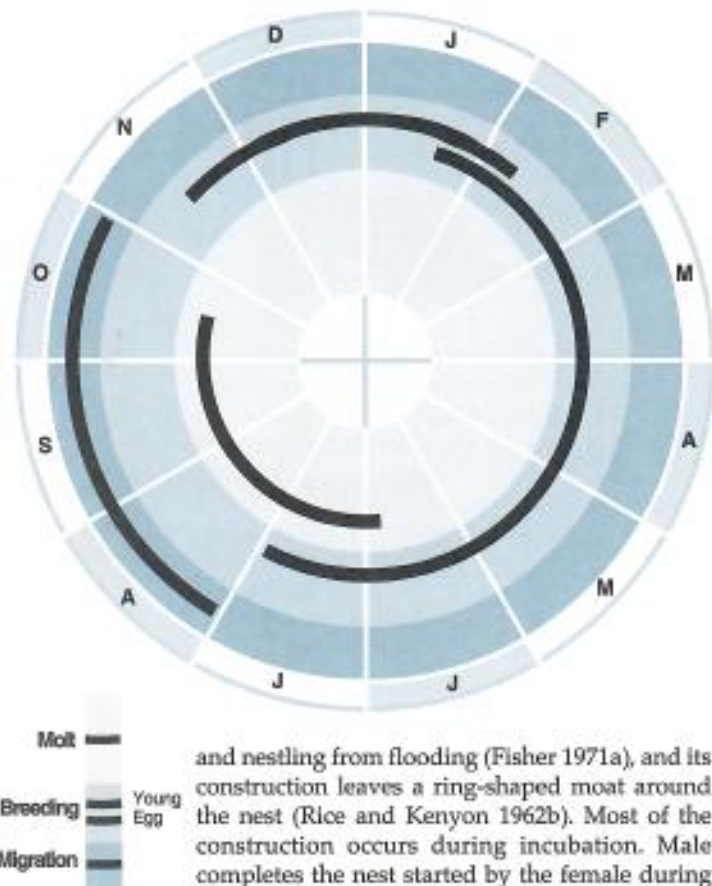 D
J
N
F
O
M
S
A
A
M
J
J
Molt
Breeding
Young
Egg
Migration
and nestling from flooding (Fisher 1971a), and its
construction leaves a ring-shaped moat around
the nest (Rice and Kenyon 1962b). Most of the
construction occurs during incubation. Male
completes the nest started by the female during